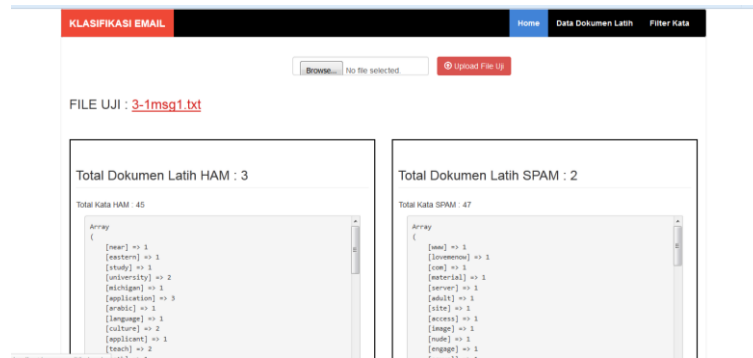 KLASIFIKASI EMAIL
Home Data Dokumen Latih Filter Kata
Browse... No file selected. Upload File Uji
FILE UJI : 3-1msg1.txt
Total Dokumen Latih HAM : 3
Total Kata HAM : 45
Array
(
[near] => 1
[eastern] => 1
[study] => 1
[university] => 2
[michigan] => 1
[application] => 3
[arabic] => 1
[language] => 1
[culture] => 2
[applicant] => 1
[teach] => 2
Total Dokumen Latih SPAM : 2
Total Kata SPAM : 47
Array
(
[www] => 1
[lovemenow] => 1
[com] => 1
[material] => 1
[server] => 1
[adult] => 1
[site] => 1
[access] => 1
[image] => 1
[nude] => 1
[engage] => 1